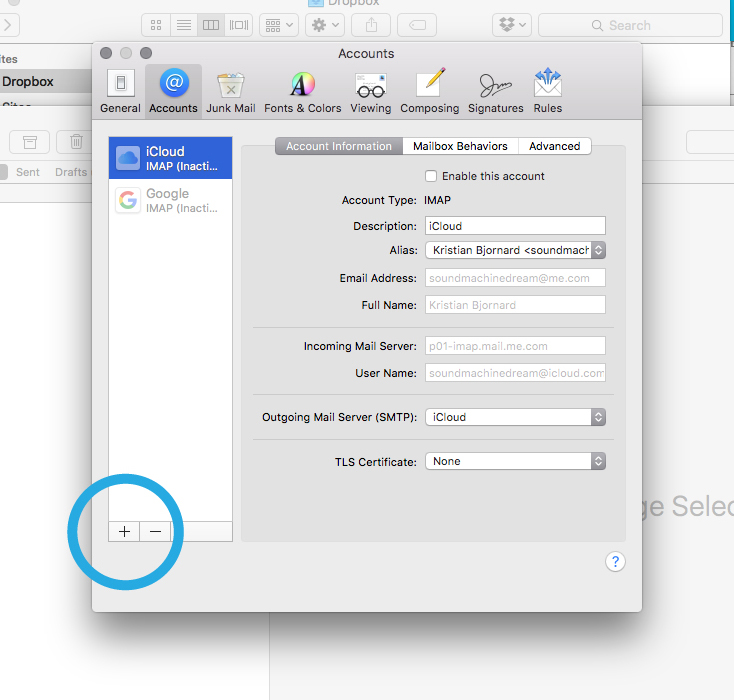 Dropbox
Search
ites
Dropbox
Accounts
General
Accounts
Junk Mail
Fonts & Colors
Viewing
Composing
Signatures
Rules
Sent
Drafts
iCloud
IMAP (Inacti...
Google
IMAP (Inacti...
Account Information
Mailbox Behaviors
Advanced
Enable this account
Account Type: IMAP
Description: iCloud
Alias: Kristian Bjornard <soundmach
Email Address: soundmachinedream@me.com
Full Name: Kristian Bjornard
Incoming Mail Server: p01-imap.mail.me.com
User Name: soundmachinedream@icloud.com
Outgoing Mail Server (SMTP): iCloud
TLS Certificate: None
ge Selec
+ −
?